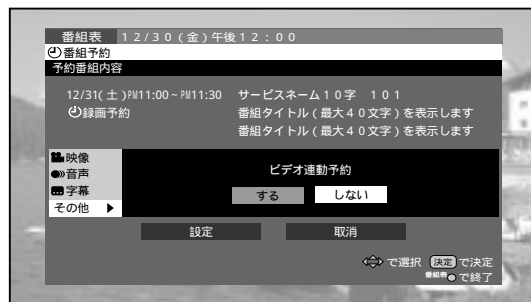 番組表 12/30(金)午後12:00
番組予約
予約番組内容
12/31(土)PM11:00~PM11:30 サービスネーム10字 101
録画予約 番組タイトル(最大40文字)を表示します
番組タイトル(最大40文字)を表示します
映像
音声
字幕
その他 ▶
ビデオ連動予約
する しない
設定 取消
で選択 決定 で決定
番組表 で終了